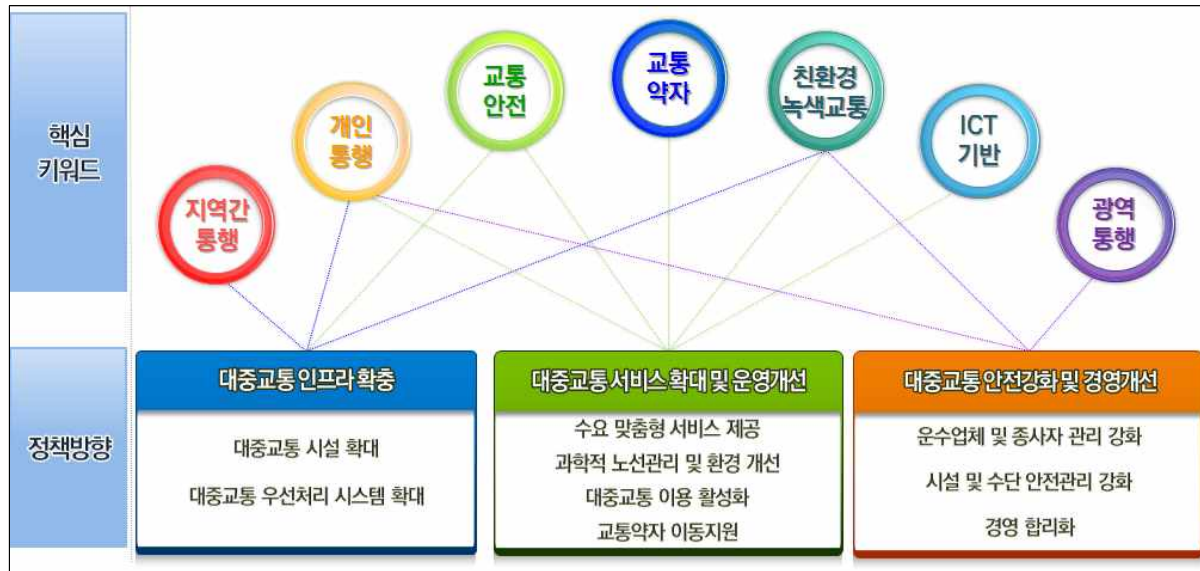 핵심
키워드
지역간
통행
개인
통행
교통
안전
교통
약자
친환경
녹색교통
ICT
기반
광역
통행
정책방향
대중교통 인프라 확충
대중교통 시설 확대
대중교통 우선처리 시스템 확대
대중교통 서비스 확대 및 운영개선
수요 맞춤형 서비스 제공
과학적 노선관리 및 환경 개선
대중교통 이용 활성화
교통약자 이동지원
대중교통 안전강화 및 경영개선
운수업체 및 종사자 관리 강화
시설 및 수단 안전관리 강화
경영 합리화